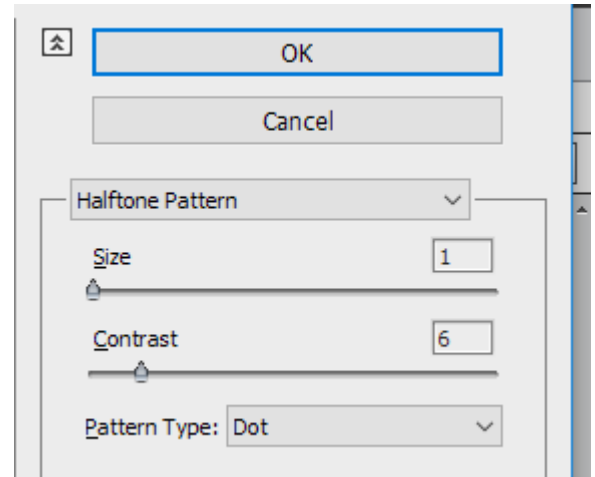 OK
Cancel
Halftone Pattern
Size 1
Contrast 6
Pattern Type: Dot